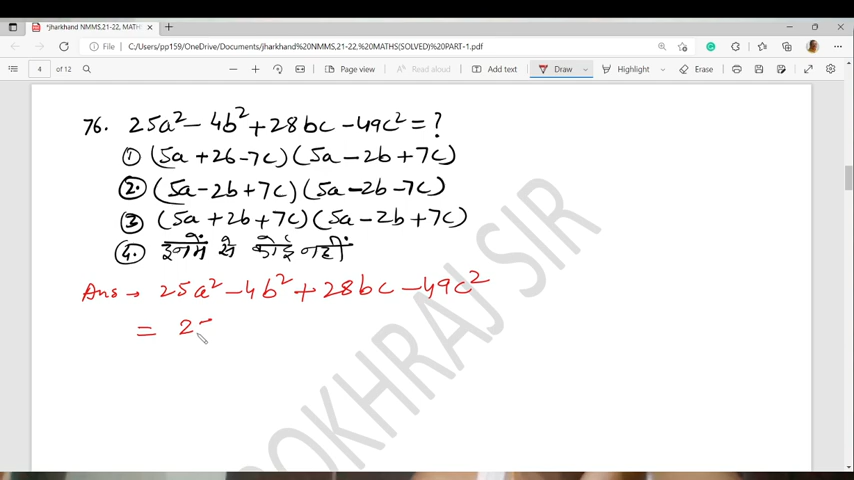 *jharkhand NMMS,21-22, MATHS
File
C:/Users/pp159/OneDrive/Documents/jharkhand%20NMMS,21-22,%20MATHS(SOLVED)%20PART-1.pdf
4 of 12
Page view
Read aloud
Add text
Draw
Highlight
Erase
76. 25a² - 4b² + 28bc - 49c² = ?
① (5a + 2b - 7c) (5a - 2b + 7c)
②. (5a - 2b + 7c) (5a - 2b - 7c)
③ (5a + 2b + 7c) (5a - 2b + 7c)
④. इनमें से कोई नहीं.
Ans → 25a² - 4b² + 28bc - 49c²
= 2
POKHRAJ SIR